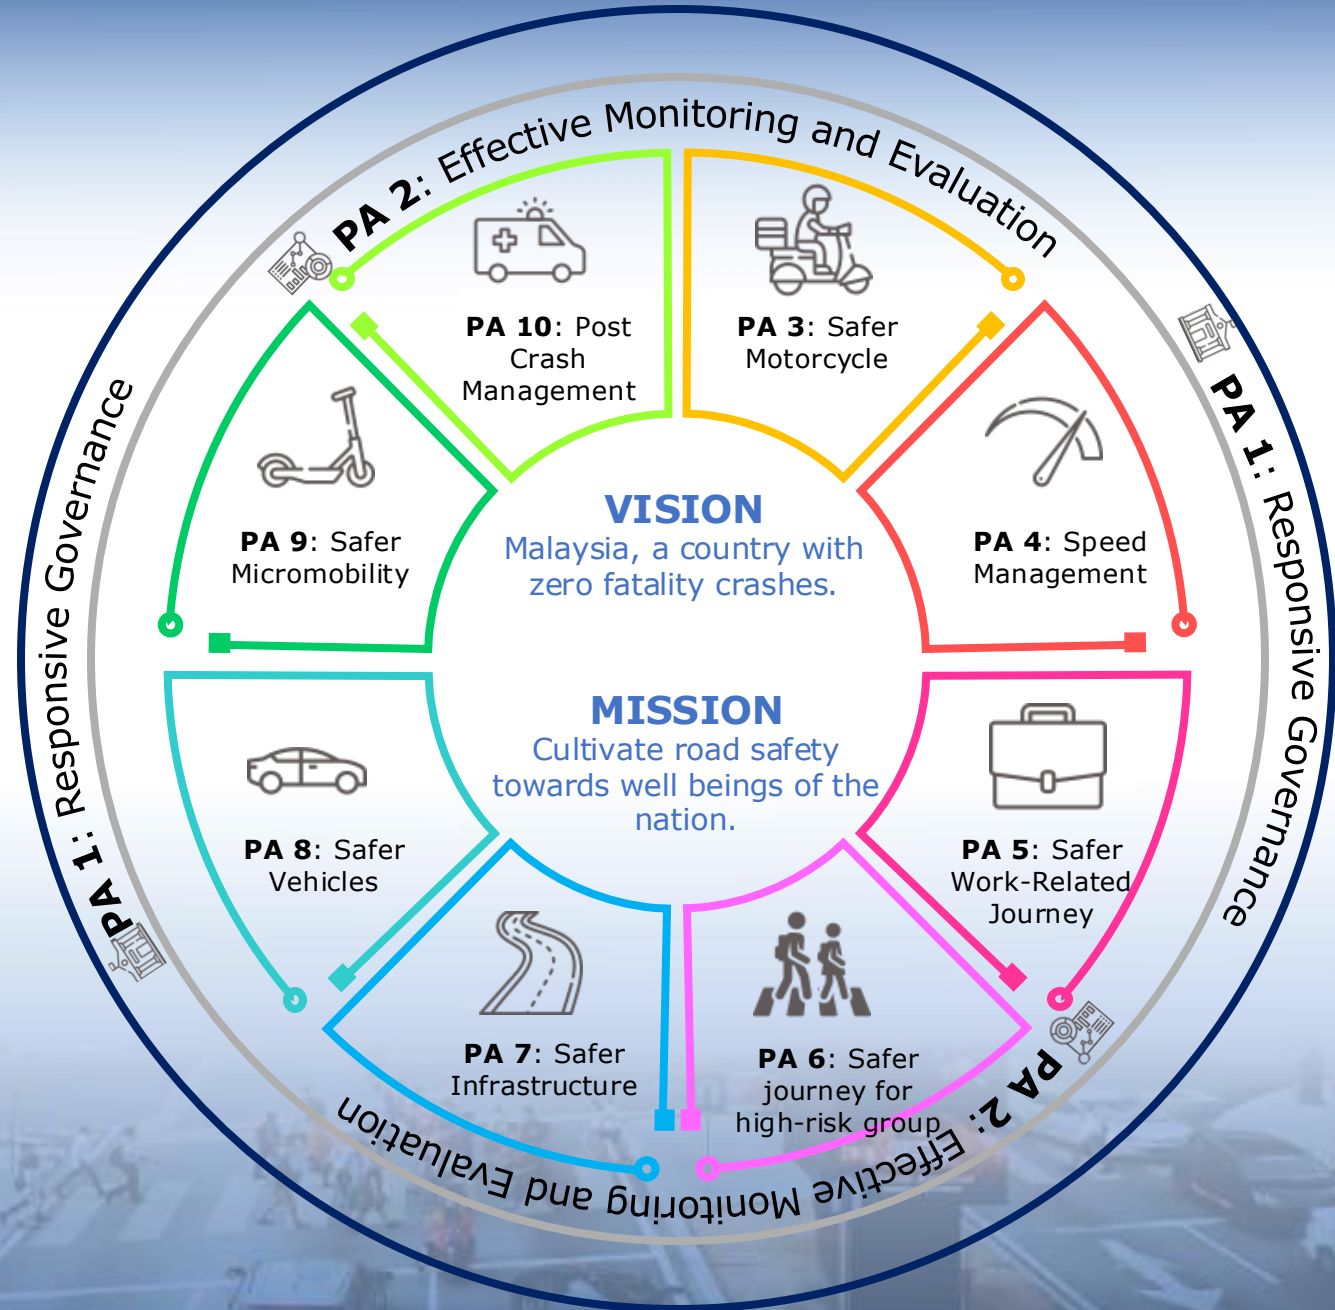 PA 1: Responsive Governance
PA 1: Responsive Governance
PA 2: Effective Monitoring and Evaluation
PA 2: Effective Monitoring and Evaluation
PA 10: Post
Crash
Management
PA 3: Safer
Motorcycle
PA 9: Safer
Micromobility
PA 4: Speed
Management
VISION
Malaysia, a country with
zero fatality crashes.
MISSION
Cultivate road safety
towards well beings of the
nation.
PA 8: Safer
Vehicles
PA 5: Safer
Work-Related
Journey
PA 7: Safer
Infrastructure
PA 6: Safer
journey for
high-risk group